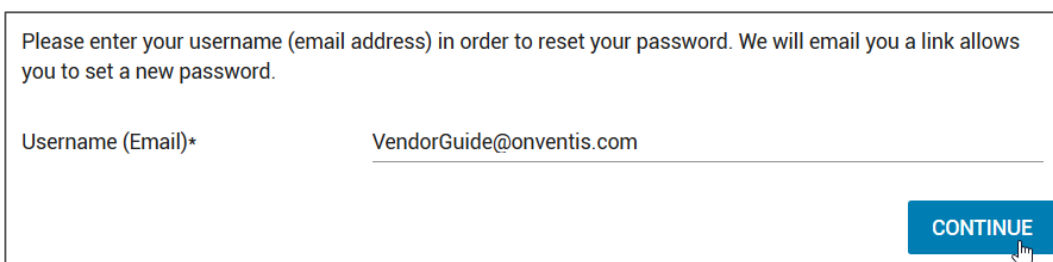 Please enter your username (email address) in order to reset your password. We will email you a link allows
you to set a new password.
Username (Email)* VendorGuide@onventis.com
CONTINUE